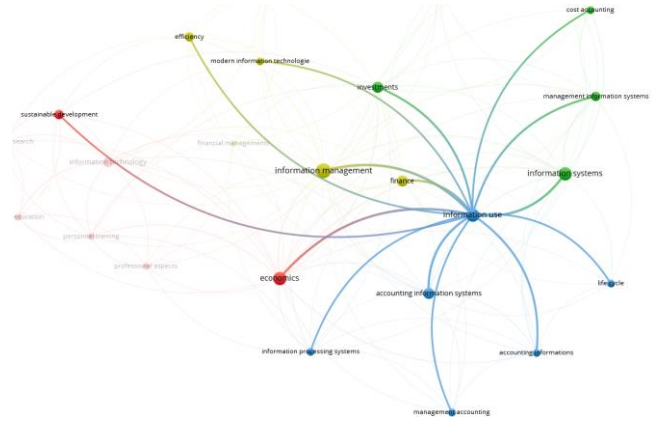 cost accounting
efficiency
modern information technologie
investments
management information systems
sustainable development
search
financial managements
information technology
information management
information systems
finance
information use
education
personnel training
professional aspects
economics
life cycle
accounting information systems
information processing systems
accounting informations
management accounting